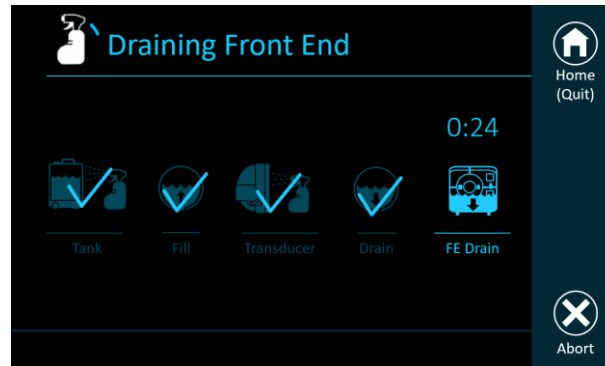 Draining Front End
Home
(Quit)
0:24
Tank
Fill
Transducer
Drain
FE Drain
Abort